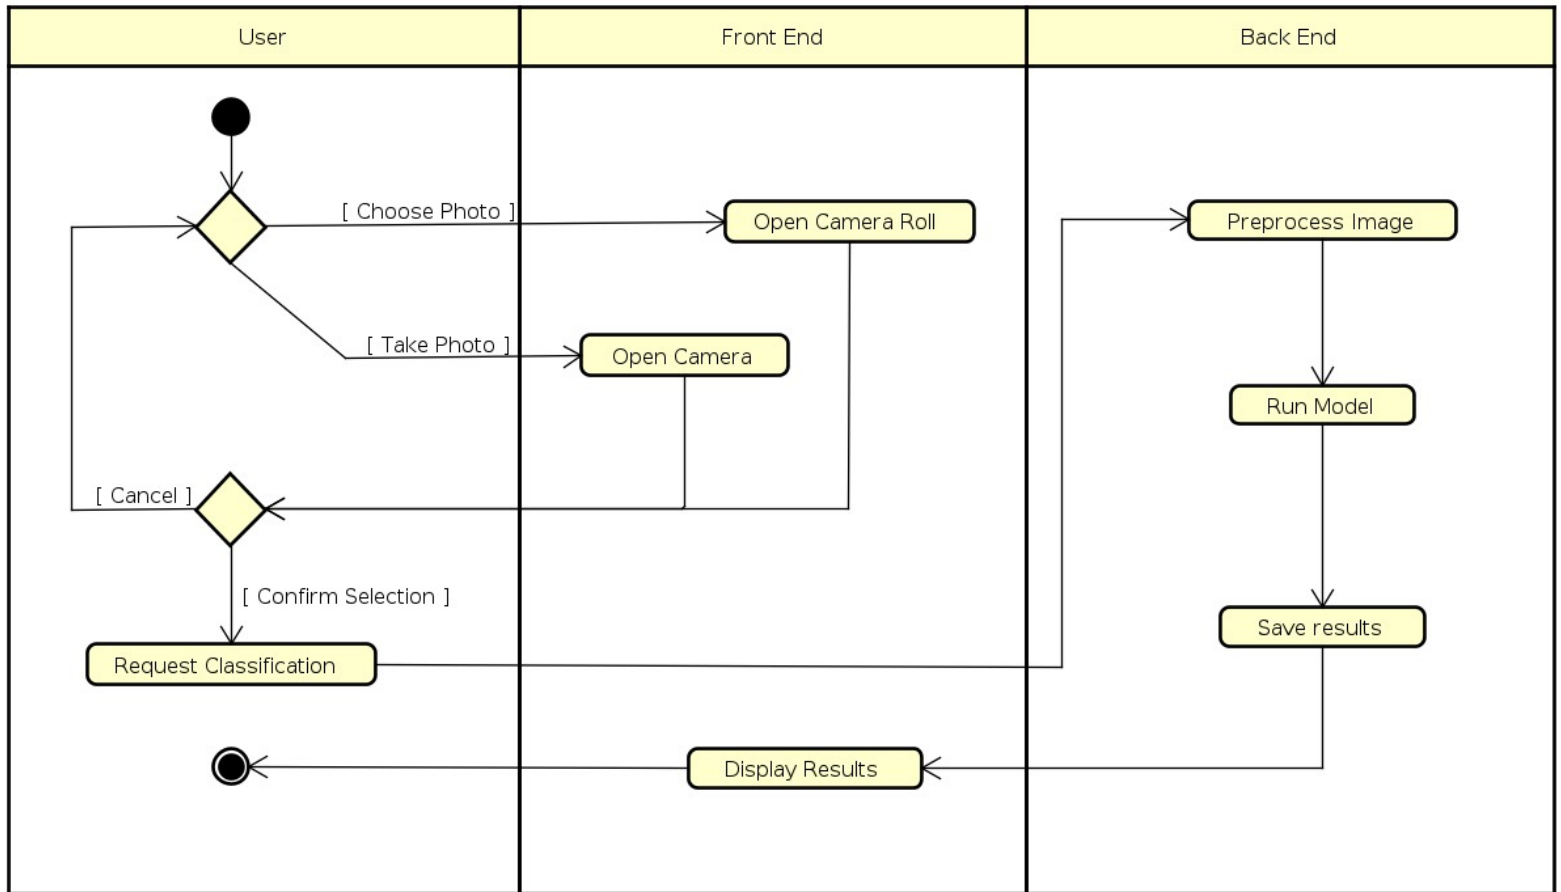 User
Front End
Back End
[ Choose Photo ]
Open Camera Roll
Preprocess Image
[ Take Photo ]
Open Camera
Run Model
[ Cancel ]
[ Confirm Selection ]
Save results
Request Classification
Display Results